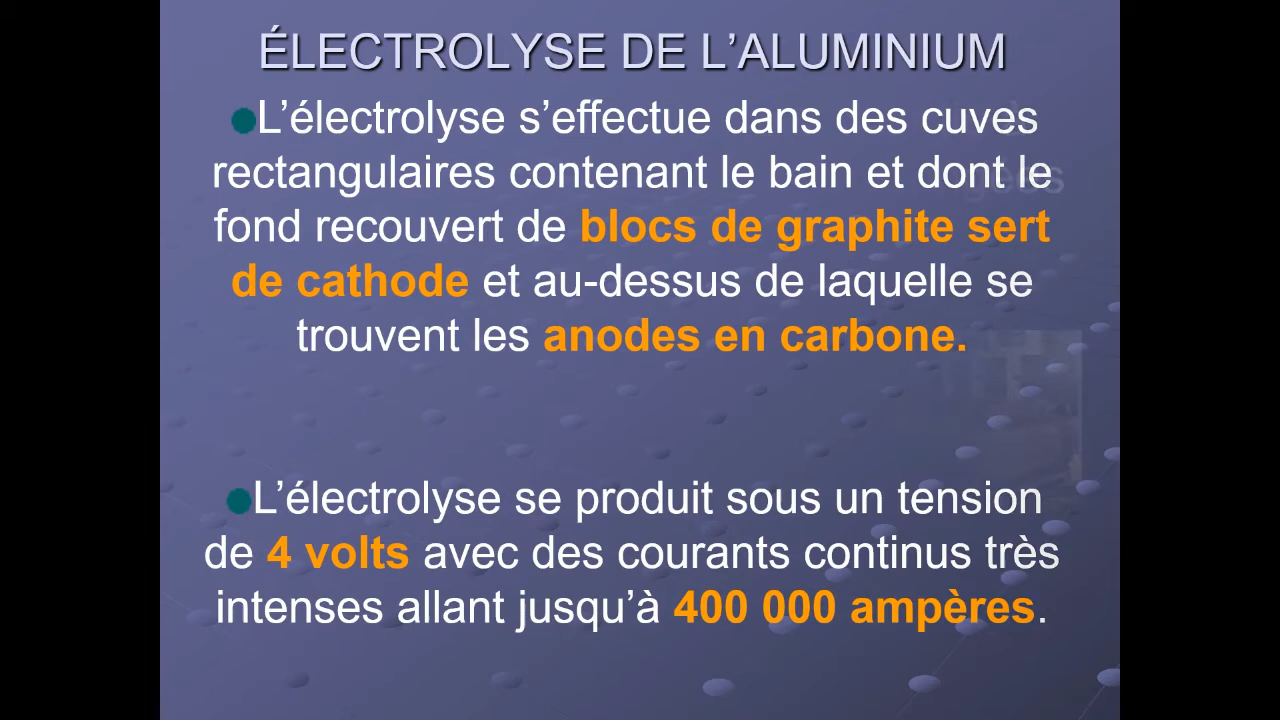 ÉLECTROLYSE DE L’ALUMINIUM
L’électrolyse s’effectue dans des cuves
rectangulaires contenant le bain et dont le
fond recouvert de blocs de graphite sert
de cathode et au-dessus de laquelle se
trouvent les anodes en carbone.
L’électrolyse se produit sous un tension
de 4 volts avec des courants continus très
intenses allant jusqu’à 400 000 ampères.